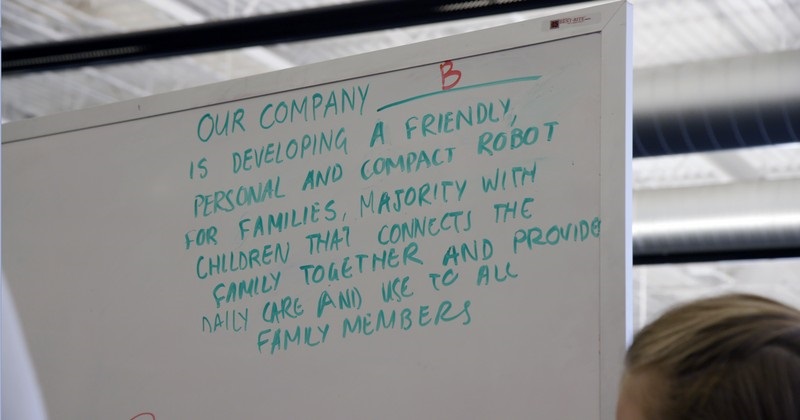 OUR COMPANY B
IS DEVELOPING A FRIENDLY,
PERSONAL AND COMPACT ROBOT
FOR FAMILIES, MAJORITY WITH
CHILDREN THAT CONNECTS THE
FAMILY TOGETHER AND PROVIDE
DAILY CARE AND USE TO ALL
FAMILY MEMBERS